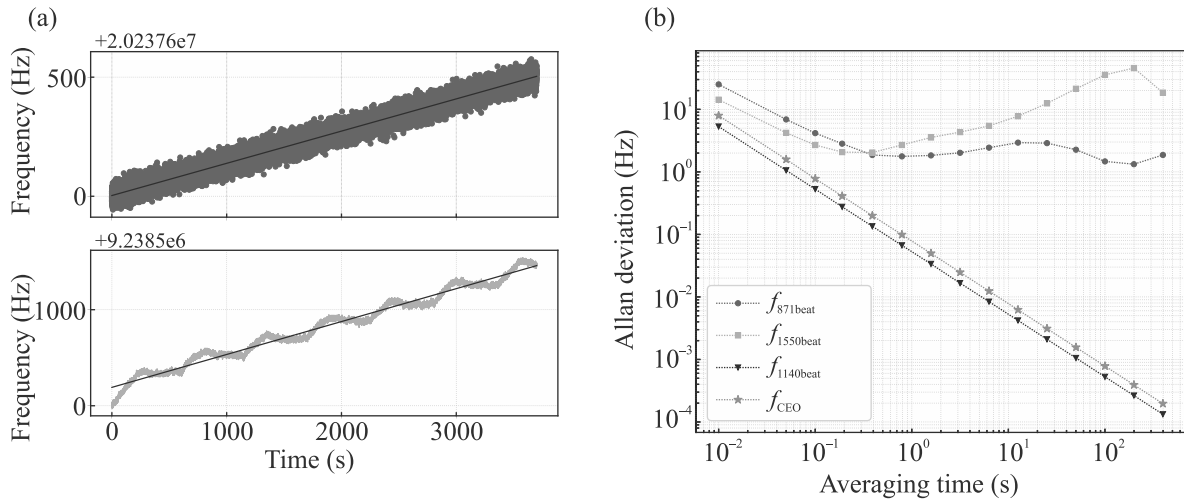 (a)
+2.02376e7
Frequency (Hz)
500
0
+9.2385e6
Frequency (Hz)
1000
0
0 1000 2000 3000
Time (s)
(b)
Allan deviation (Hz)
10¹
10⁰
10⁻¹
10⁻²
10⁻³
10⁻⁴
f871beat
f1550beat
f1140beat
fCEO
10⁻² 10⁻¹ 10⁰ 10¹ 10²
Averaging time (s)